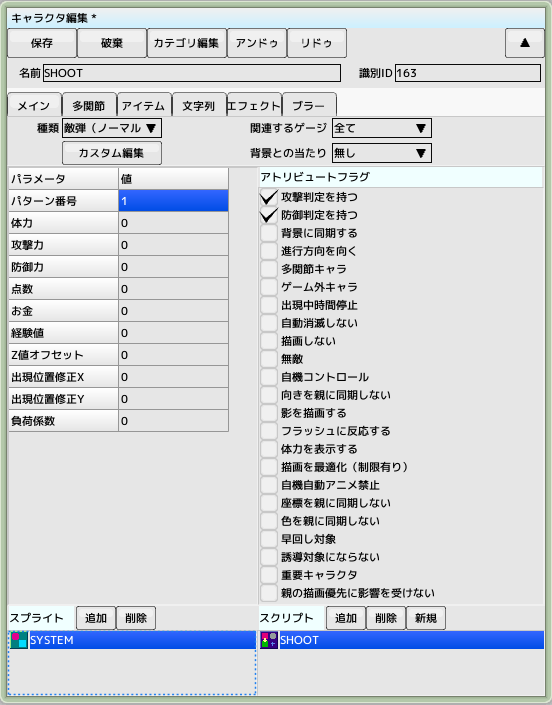 キャラクタ編集 *
保存 破棄 カテゴリ編集 アンドゥ リドゥ ▲
名前 SHOOT 識別ID 163
メイン 多関節 アイテム 文字列 エフェクト ブラー
種類 敵弾（ノーマル ▼ 関連するゲージ 全て ▼
カスタム編集 背景との当たり 無し ▼
パラメータ 値
パターン番号 1
体力 0
攻撃力 0
防御力 0
点数 0
お金 0
経験値 0
Z値オフセット 0
出現位置修正X 0
出現位置修正Y 0
負荷係数 0
アトリビュートフラグ
攻撃判定を持つ
防御判定を持つ
背景に同期する
進行方向を向く
多関節キャラ
ゲーム外キャラ
出現中時間停止
自動消滅しない
描画しない
無敵
自機コントロール
向きを親に同期しない
影を描画する
フラッシュに反応する
体力を表示する
描画を最適化（制限有り）
自機自動アニメ禁止
座標を親に同期しない
色を親に同期しない
早回し対象
誘導対象にならない
重要キャラクタ
親の描画優先に影響を受けない
スプライト 追加 削除
SYSTEM
スクリプト 追加 削除 新規
SHOOT